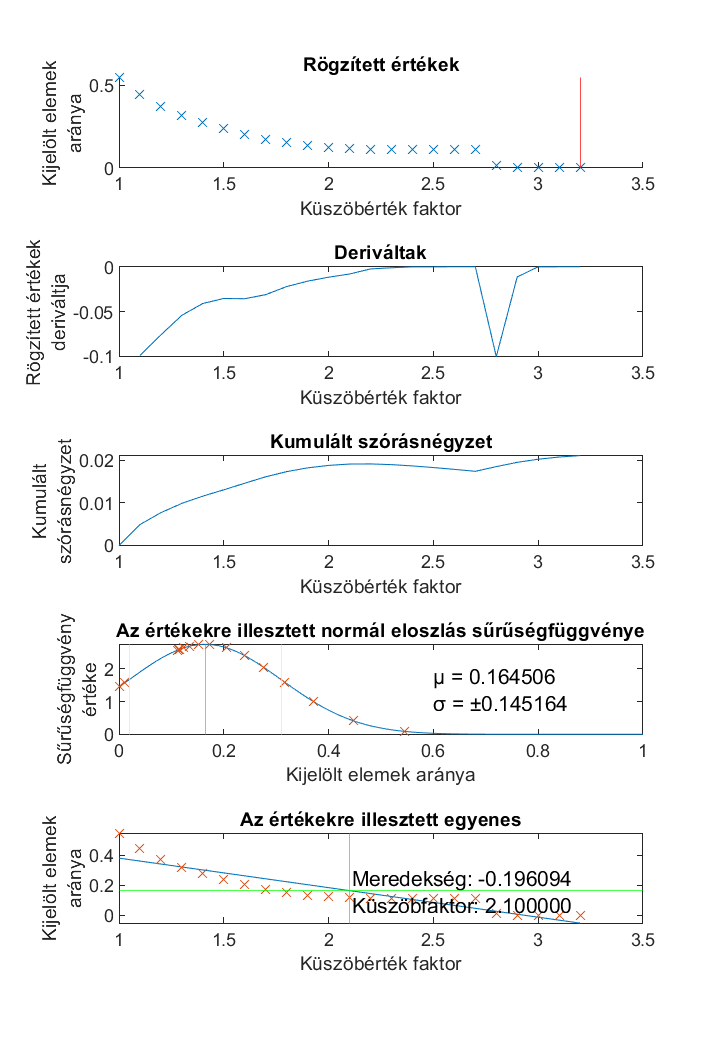 Rögzített értékek
Kijelölt elemek
aránya
0.5
0
1
1.5
2
2.5
3
3.5
Küszöbérték faktor
Deriváltak
Rögzített értékek
deriváltja
0
-0.05
-0.1
1
1.5
2
2.5
3
3.5
Küszöbérték faktor
Kumulált szórásnégyzet
Kumulált
szórásnégyzet
0.02
0.01
0
1
1.5
2
2.5
3
3.5
Küszöbérték faktor
Az értékekre illesztett normál eloszlás sűrűségfüggvénye
Sűrűségfüggvény
értéke
2
1
0
μ = 0.164506
σ = ±0.145164
0
0.2
0.4
0.6
0.8
1
Kijelölt elemek aránya
Az értékekre illesztett egyenes
Kijelölt elemek
aránya
0.4
0.2
0
Meredekség: -0.196094
Küszöbfaktor: 2.100000
1
1.5
2
2.5
3
3.5
Küszöbérték faktor